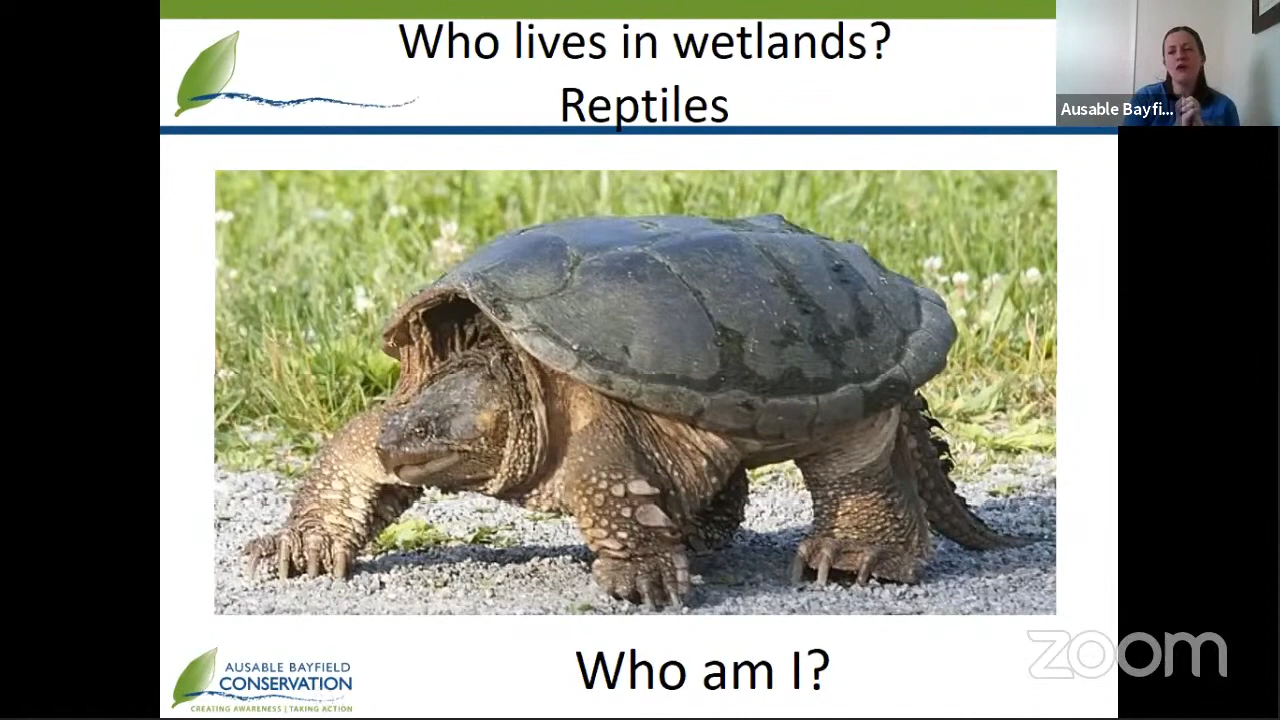 Who lives in wetlands?
Reptiles
Ausable Bayfi...
Who am I?
AUSABLE BAYFIELD
CONSERVATION
CREATING AWARENESS | TAKING ACTION
zoom